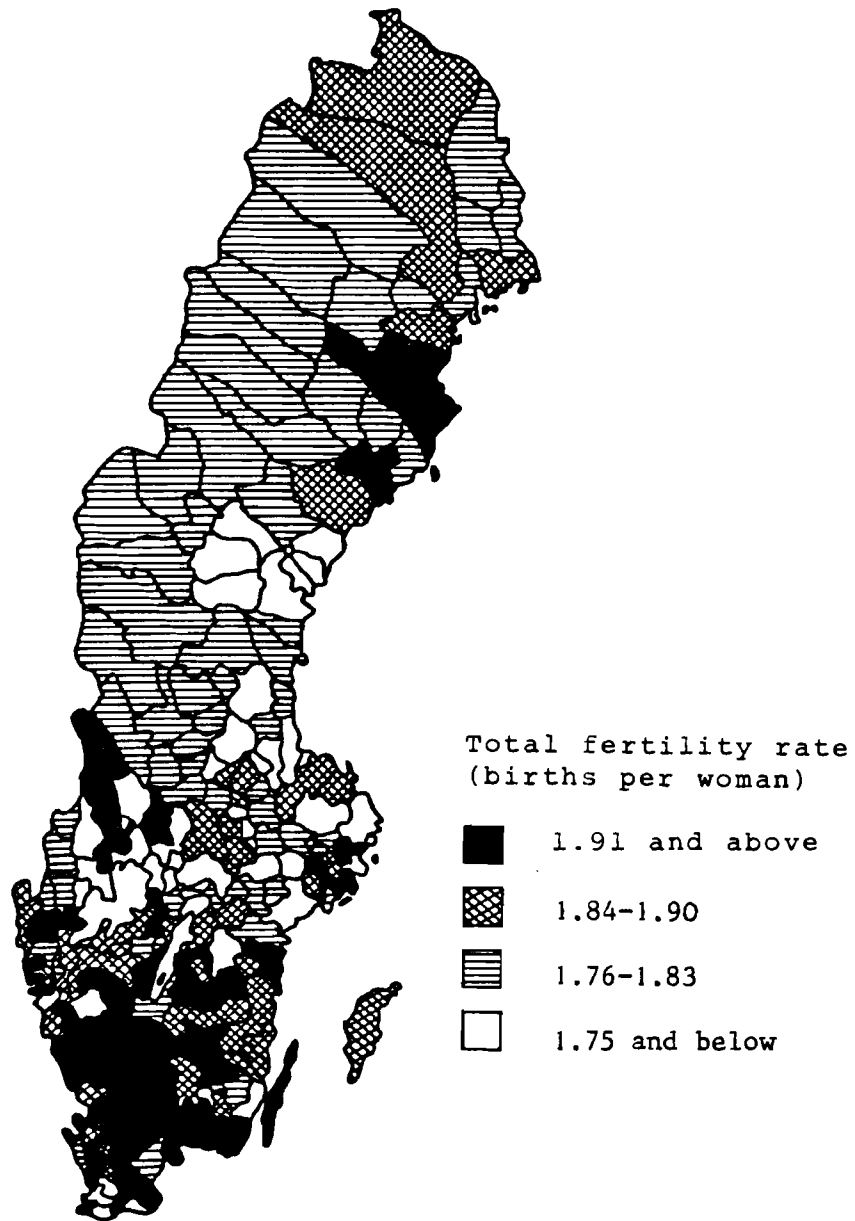 Total fertility rate
(births per woman)
1.91 and above
1.84-1.90
1.76-1.83
1.75 and below